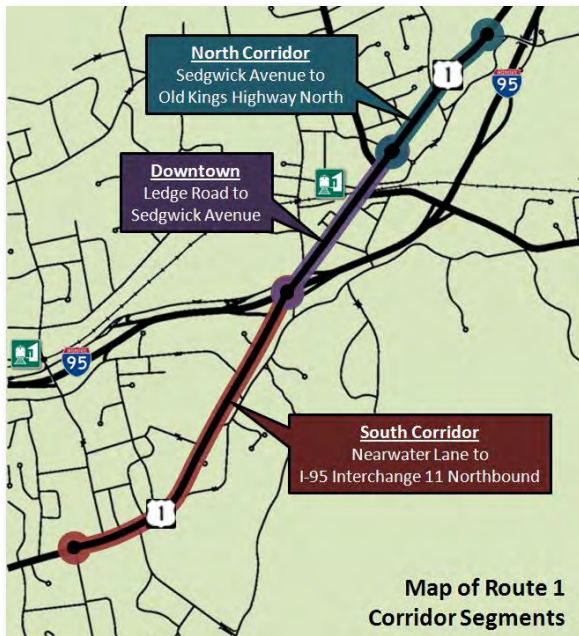 North Corridor
Sedgwick Avenue to
Old Kings Highway North
1
95
Downtown
Ledge Road to
Sedgwick Avenue
95
South Corridor
Nearwater Lane to
I-95 Interchange 11 Northbound
1
Map of Route 1
Corridor Segments